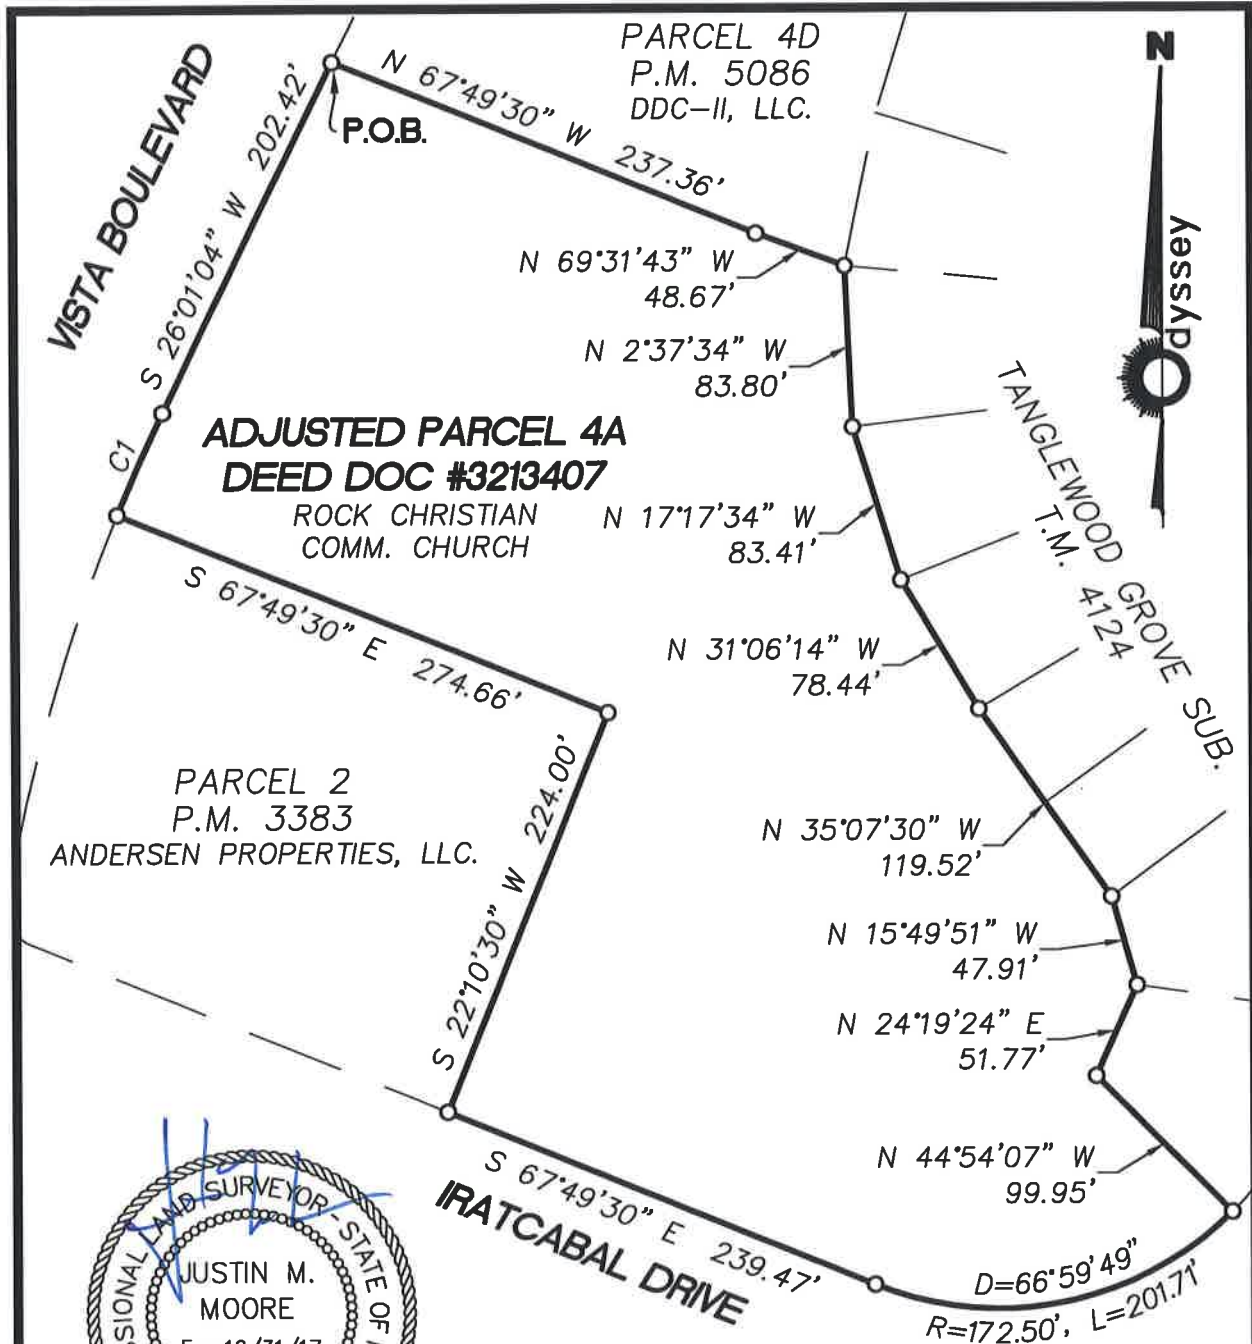 PARCEL 4D
P.M. 5086
DDC-II, LLC.
N
VISTA BOULEVARD
N 67°49'30" W 237.36'
P.O.B.
S 26°01'04" W 202.42'
N 69°31'43" W
48.67'
dyssey
N 2°37'34" W
83.80'
TANGLEWOOD GROVE SUB.
T.M. 4124
C1
ADJUSTED PARCEL 4A
DEED DOC #3213407
ROCK CHRISTIAN
COMM. CHURCH
N 17°17'34" W
83.41'
S 67°49'30" E 274.66'
N 31°06'14" W
78.44'
PARCEL 2
P.M. 3383
ANDERSEN PROPERTIES, LLC.
S 22°10'30" W 224.00'
N 35°07'30" W
119.52'
N 15°49'51" W
47.91'
N 24°19'24" E
51.77'
N 44°54'07" W
99.95'
S 67°49'30" E 239.47'
IRATCABAL DRIVE
D=66°59'49"
R=172.50', L=201.71'
SIONAL LAND SURVEYOR - STATE OF
JUSTIN M.
MOORE